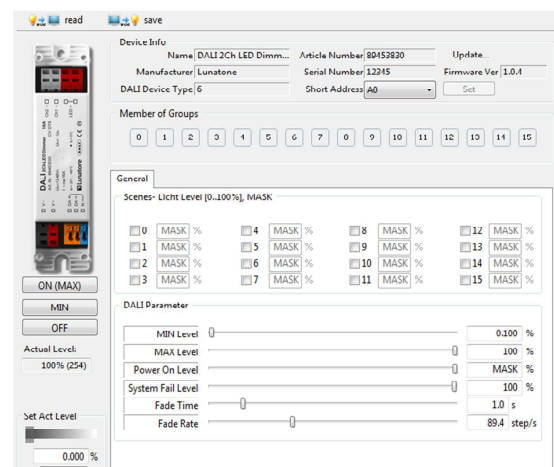 read save
Device Info
Name DALI 2Ch LED Dimm... Article Number 89453830 Update...
Manufacturer Lunatone Serial Number 12345 Firmware Ver 1.0.4
DALI Device Type 6 Short Address A0 Set
Member of Groups
0 1 2 3 4 5 6 7 8 9 10 11 12 13 14 15
General
Scenes- Licht Level [0..100%], MASK
0 MASK % 4 MASK % 8 MASK % 12 MASK %
1 MASK % 5 MASK % 9 MASK % 13 MASK %
2 MASK % 6 MASK % 10 MASK % 14 MASK %
3 MASK % 7 MASK % 11 MASK % 15 MASK %
ON (MAX)
MIN
OFF
Actual Level:
100% (254)
DALI Parameter
MIN Level 0.100 %
MAX Level 100 %
Power On Level MASK %
System Fail Level 100 %
Fade Time 1.0 s
Fade Rate 89.4 step/s
Set Act Level
0.000 %
DALI
Lunatone